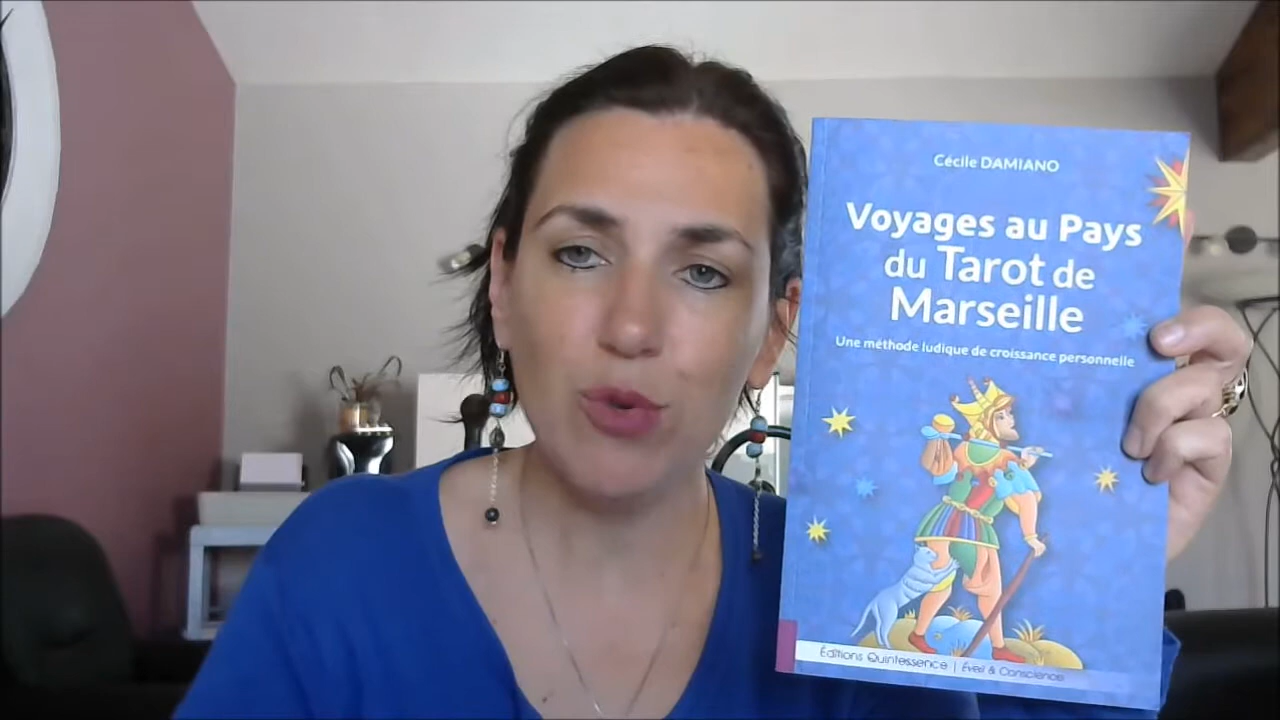 Cécile DAMIANO
Voyages au Pays
du Tarot de
Marseille
Une méthode ludique de croissance personnelle
Éditions Quintessence | Éveil & Conscience